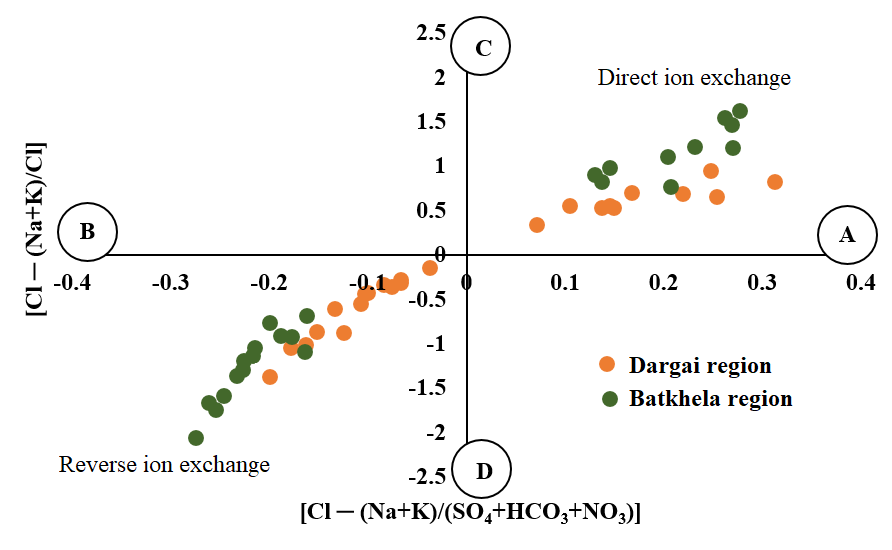 2.5
C
2
Direct ion exchange
1.5
1
0.5
[Cl — (Na+K)/Cl]
B
A
0
-0.4 -0.3 -0.2 -0.1 0 0.1 0.2 0.3 0.4
-0.5
-1
Dargai region
-1.5
Batkhela region
-2
Reverse ion exchange
-2.5
D
[Cl — (Na+K)/(SO₄+HCO₃+NO₃)]